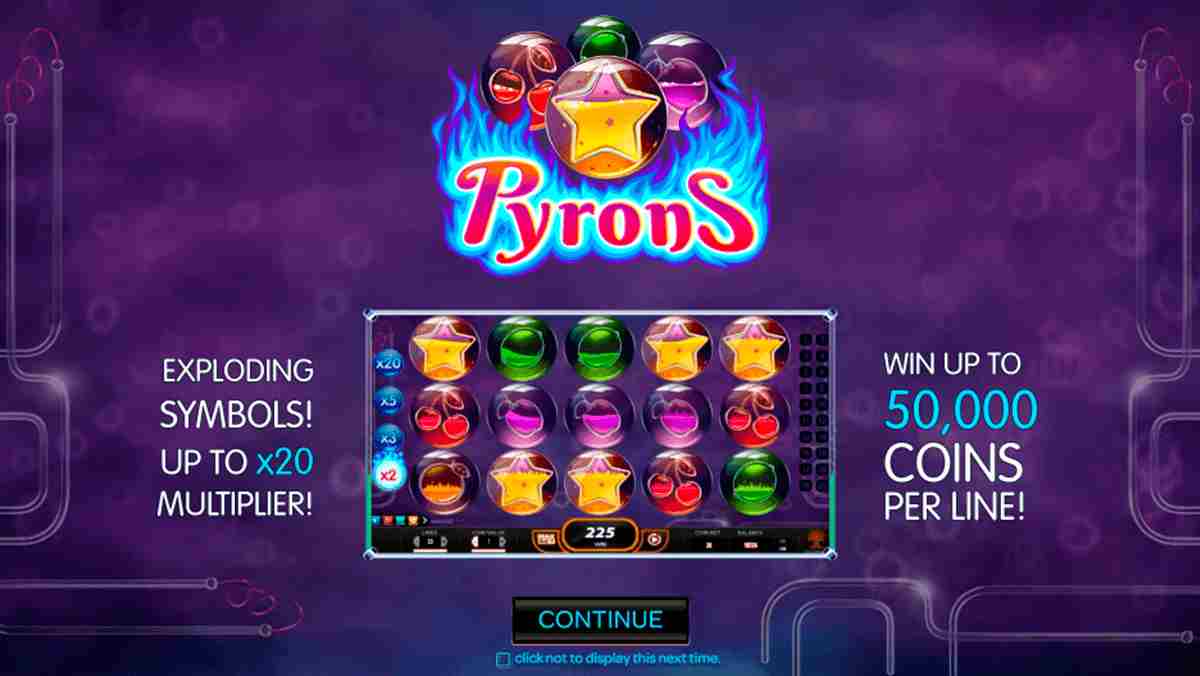 PyronS
EXPLODING
SYMBOLS!
UP TO x20
MULTIPLIER!
x20
x5
x3
x2
225
WIN UP TO
50,000
COINS
PER LINE!
CONTINUE
click not to display this next time.